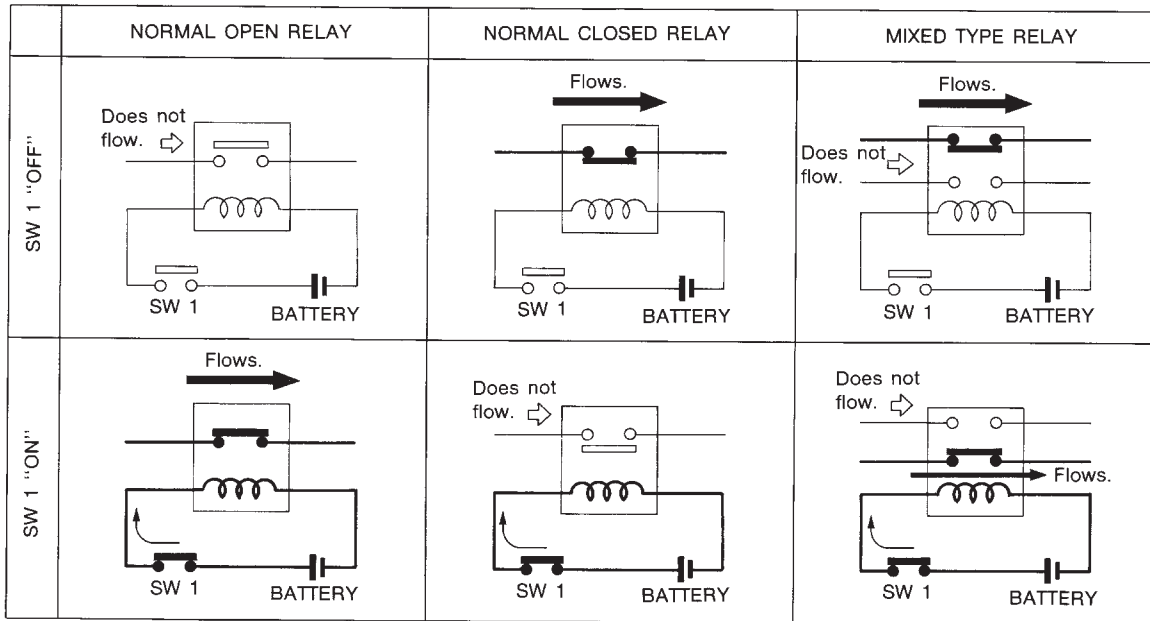 NORMAL OPEN RELAY
NORMAL CLOSED RELAY
MIXED TYPE RELAY
SW 1 "OFF"
Does not
flow.
SW 1
BATTERY
Flows.
SW 1
BATTERY
Flows.
Does not
flow.
SW 1
BATTERY
SW 1 "ON"
Flows.
SW 1
BATTERY
Does not
flow.
SW 1
BATTERY
Does not
flow.
Flows.
SW 1
BATTERY